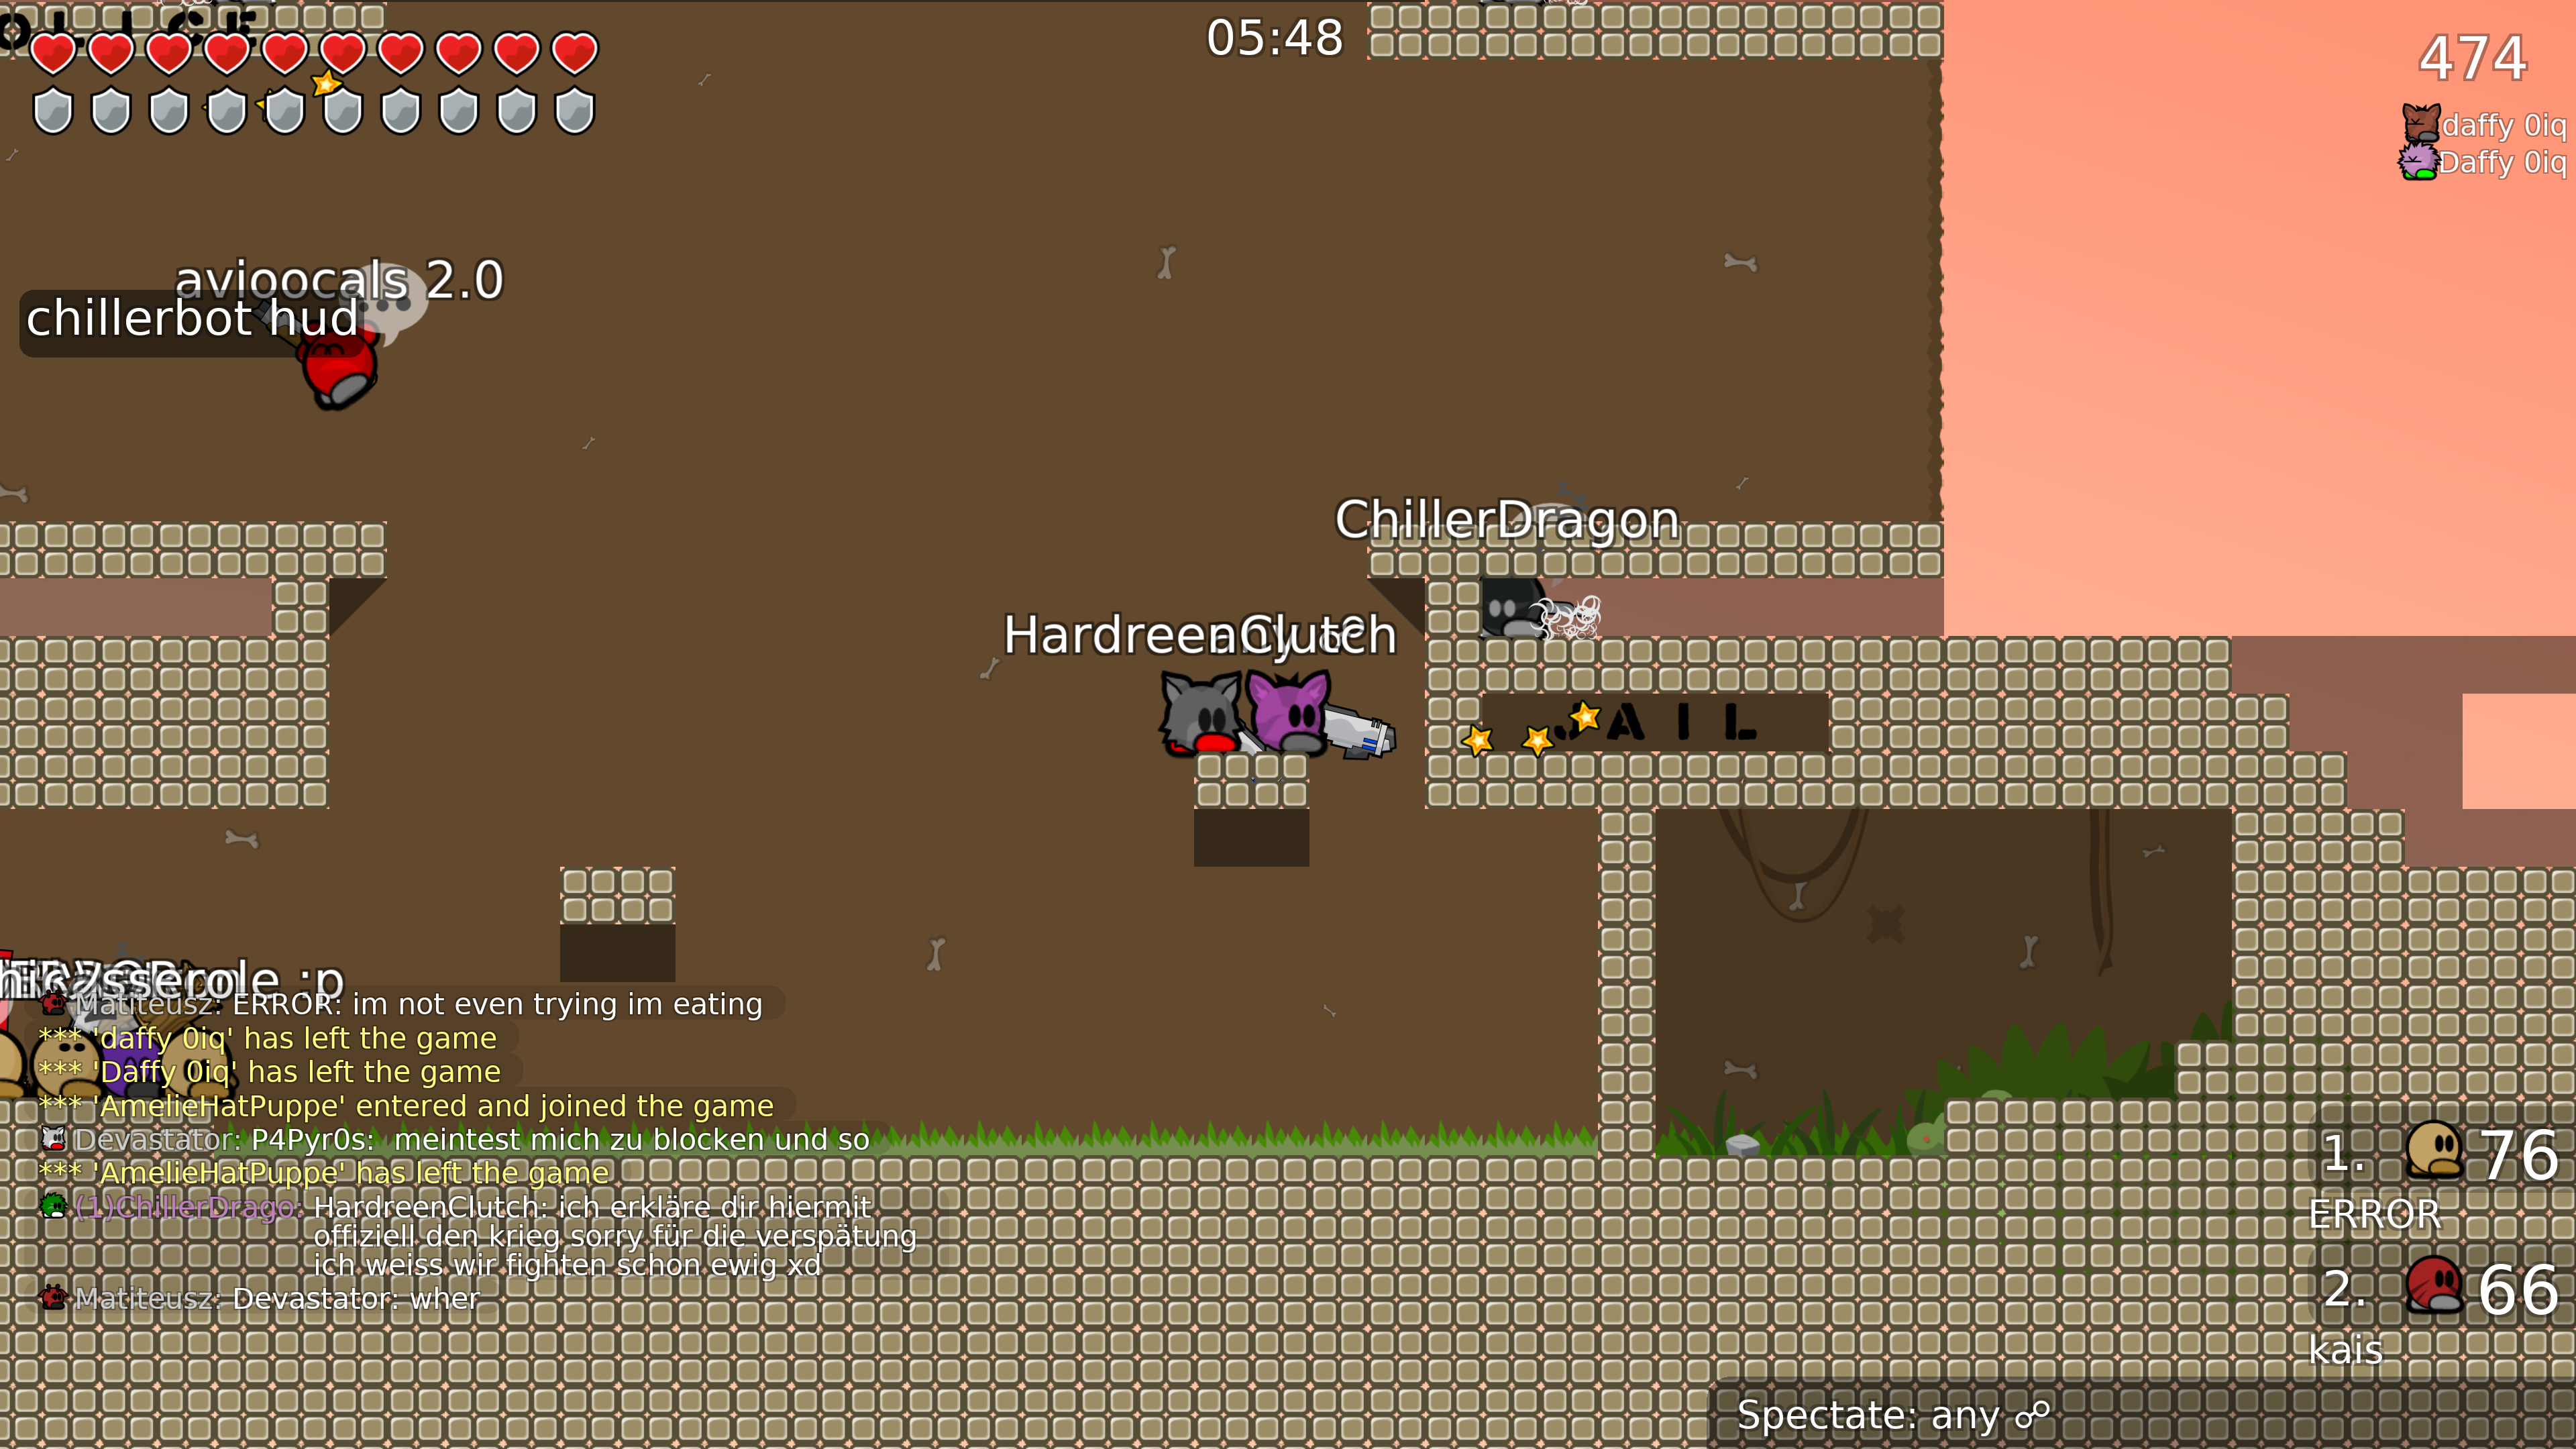 05:48
474
daffy 0iq
Daffy 0iq
avioocals 2.0
chillerbot hud
ChillerDragon
HardreenClutch
JAIL
Matiteusz: ERROR: im not even trying im eating
*** 'daffy 0iq' has left the game
*** 'Daffy 0iq' has left the game
*** 'AmelieHatPuppe' entered and joined the game
Devastator: P4Pyr0s: meintest mich zu blocken und so
*** 'AmelieHatPuppe' has left the game
(1)ChillerDrago: HardreenClutch: ich erkläre dir hiermit
offiziell den krieg sorry für die verspätung
ich weiss wir fighten schon ewig xd
Matiteusz: Devastator: wher
1. 76
ERROR
2. 66
kais
Spectate: any